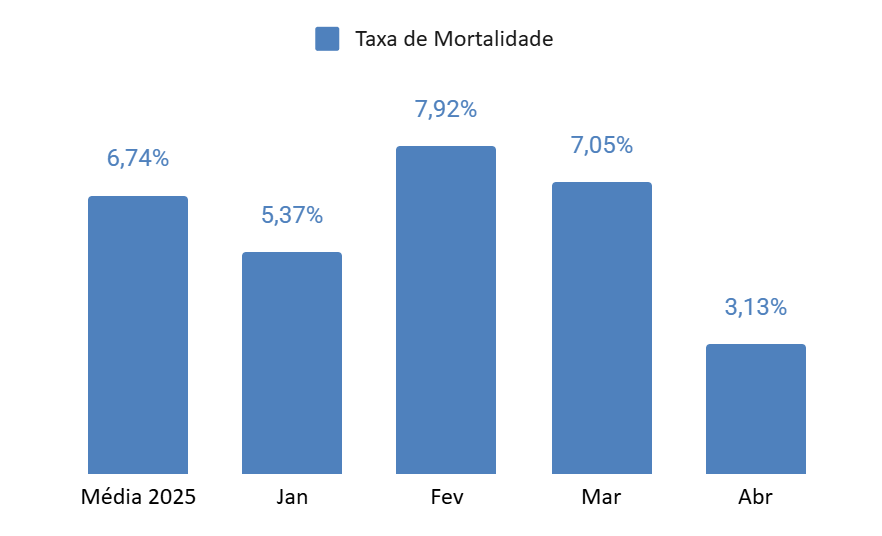 Taxa de Mortalidade
7,92%
7,05%
6,74%
5,37%
3,13%
Média 2025
Jan
Fev
Mar
Abr